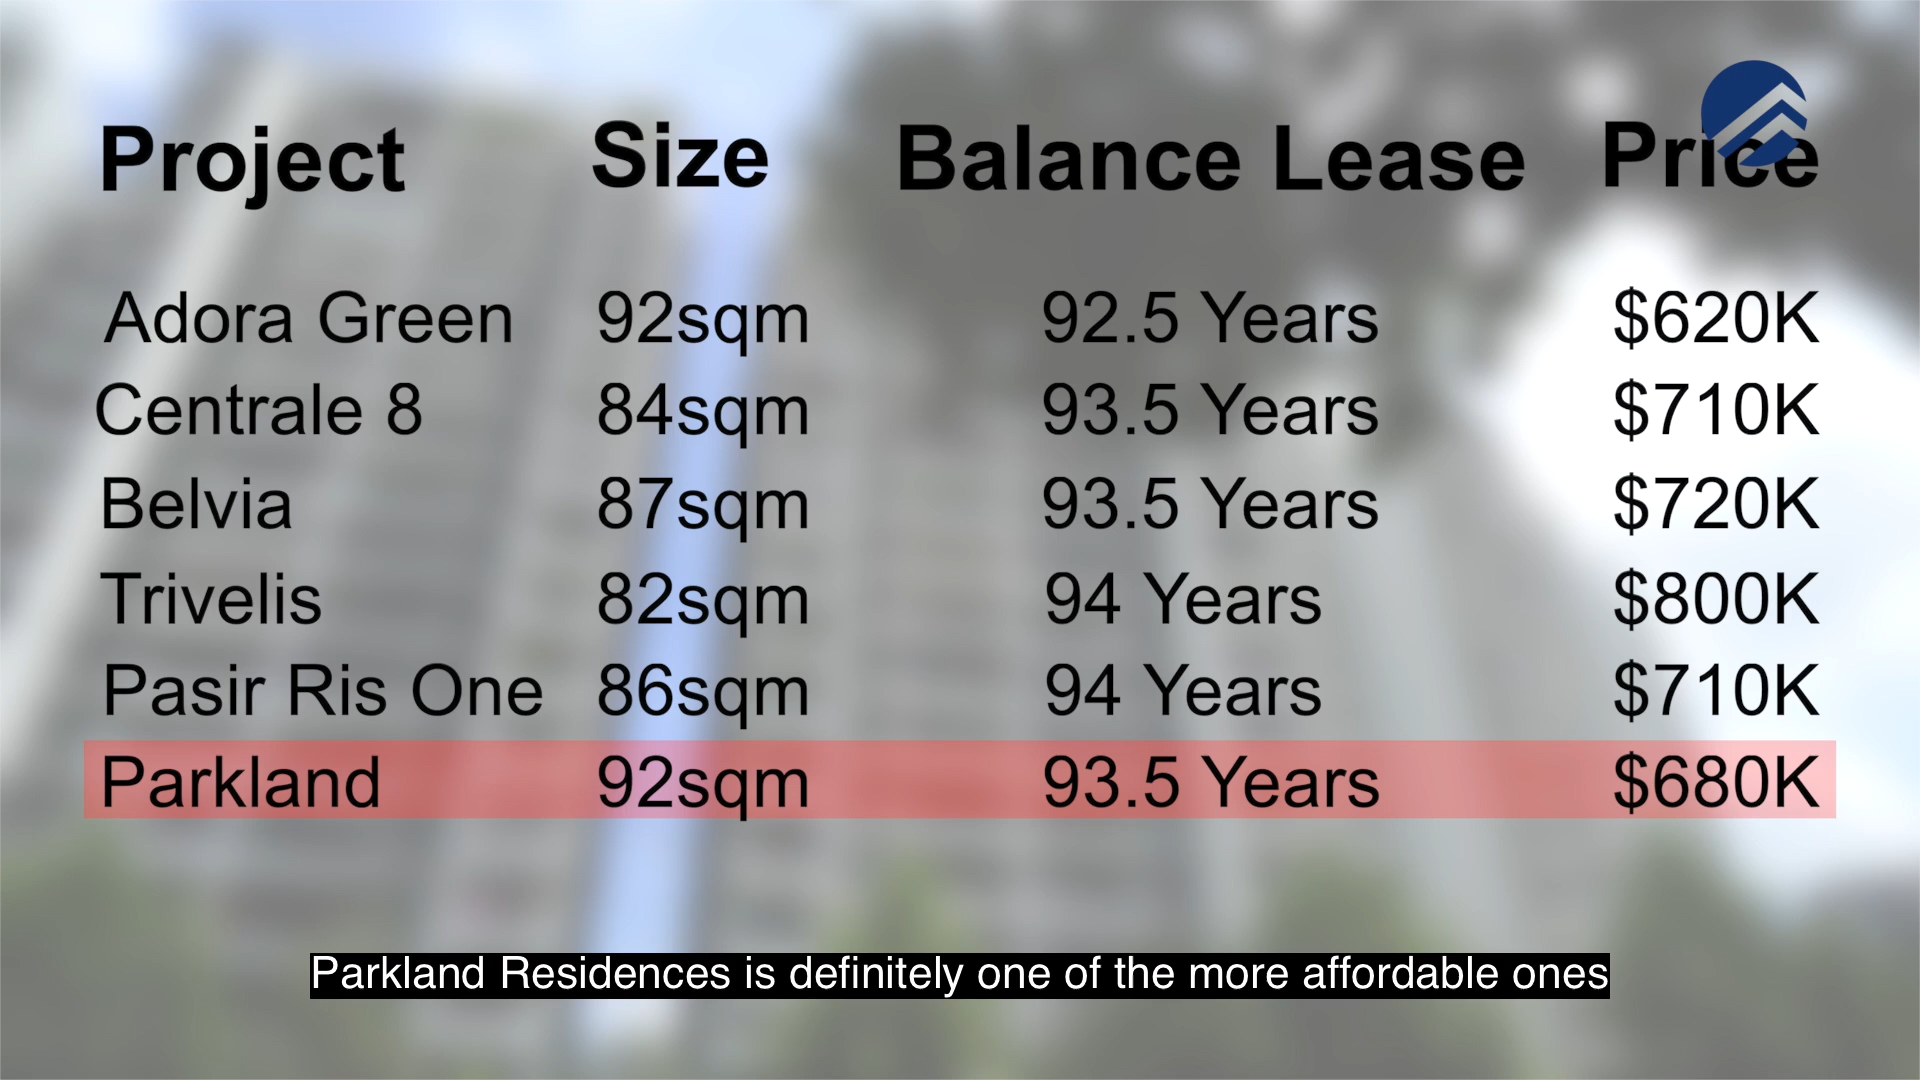 Project Size Balance Lease Price
Adora Green 92sqm 92.5 Years $620K
Centrale 8 84sqm 93.5 Years $710K
Belvia 87sqm 93.5 Years $720K
Trivelis 82sqm 94 Years $800K
Pasir Ris One 86sqm 94 Years $710K
Parkland 92sqm 93.5 Years $680K
Parkland Residences is definitely one of the more affordable ones